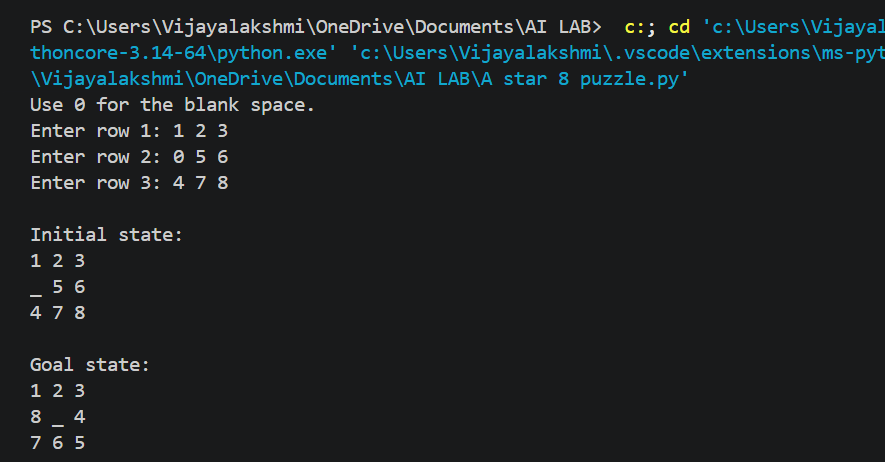 PS C:\Users\Vijayalakshmi\OneDrive\Documents\AI LAB>  c:; cd 'c:\Users\Vijayal
thoncore-3.14-64\python.exe' 'c:\Users\Vijayalakshmi\.vscode\extensions\ms-pyt
\Vijayalakshmi\OneDrive\Documents\AI LAB\A star 8 puzzle.py'
Use 0 for the blank space.
Enter row 1: 1 2 3
Enter row 2: 0 5 6
Enter row 3: 4 7 8
Initial state:
1 2 3
_ 5 6
4 7 8
Goal state:
1 2 3
8 _ 4
7 6 5